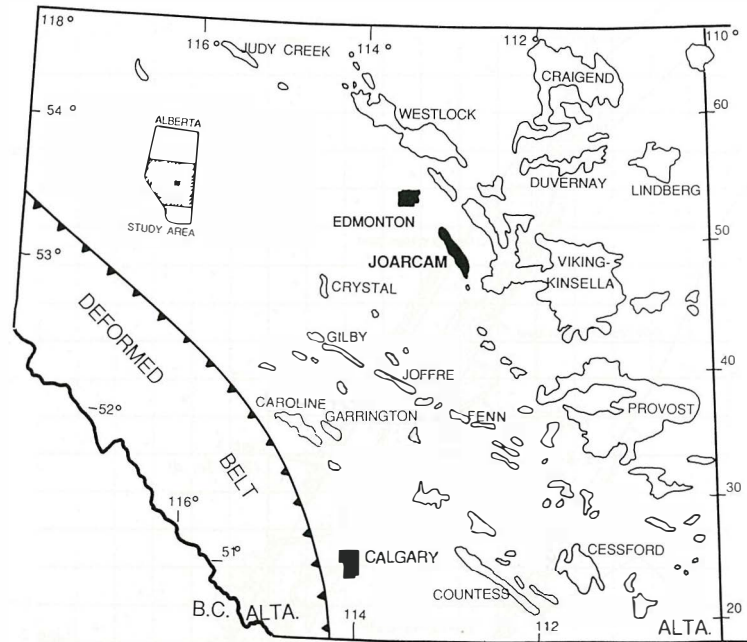 118°
116°
114°
112°
110°
JUDY CREEK
CRAIGEND
54°
60
WESTLOCK
ALBERTA
DUVERNAY
LINDBERG
EDMONTON
STUDY AREA
50
53°
JOARCAM
VIKING-
KINSELLA
CRYSTAL
DEFORMED
GILBY
JOFFRE
40
CAROLINE
GARRINGTON
FENN
PROVOST
52°
BELT
30
116°
CALGARY
CESSFORD
51°
COUNTESS
B.C. ALTA.
114
112
ALTA.
20